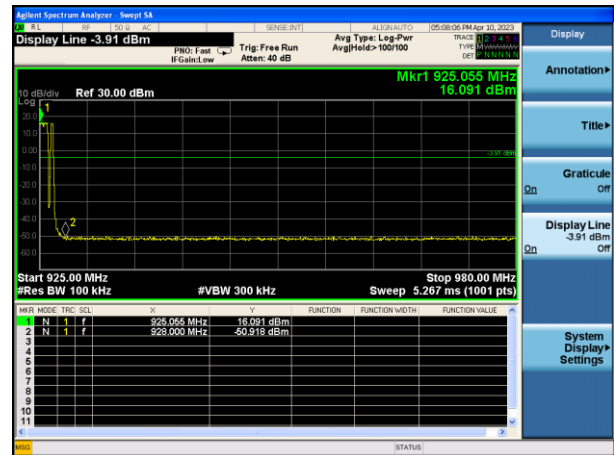 Agilent Spectrum Analyzer - Swept SA
RL RF 50 Ω AC SENSE:INT ALIGN AUTO 05:08:06 PM Apr 10, 2023
Display Line -3.91 dBm
PNO: Fast
IFGain:Low
Trig: Free Run
Atten: 40 dB
Avg Type: Log-Pwr
Avg|Hold:> 100/100
TRACE 1 2 3 4 5 6
TYPE M
DET P N N N N N
Mkr1 925.055 MHz
16.091 dBm
10 dB/div Ref 30.00 dBm
Log
1
20.0
10.0
0.00
-3.91 dBm
-10.0
-20.0
-30.0
-40.0
2
-50.0
-60.0
Start 925.00 MHz Stop 980.00 MHz
#Res BW 100 kHz #VBW 300 kHz Sweep 5.267 ms (1001 pts)
MKR MODE TRC SCL X Y FUNCTION FUNCTION WIDTH FUNCTION VALUE
1 N 1 f 925.055 MHz 16.091 dBm
2 N 1 f 928.000 MHz -50.918 dBm
3
4
5
6
7
8
9
10
11
MSG STATUS
Display
Annotation
Title
Graticule
On Off
Display Line
-3.91 dBm
On Off
System
Display
Settings